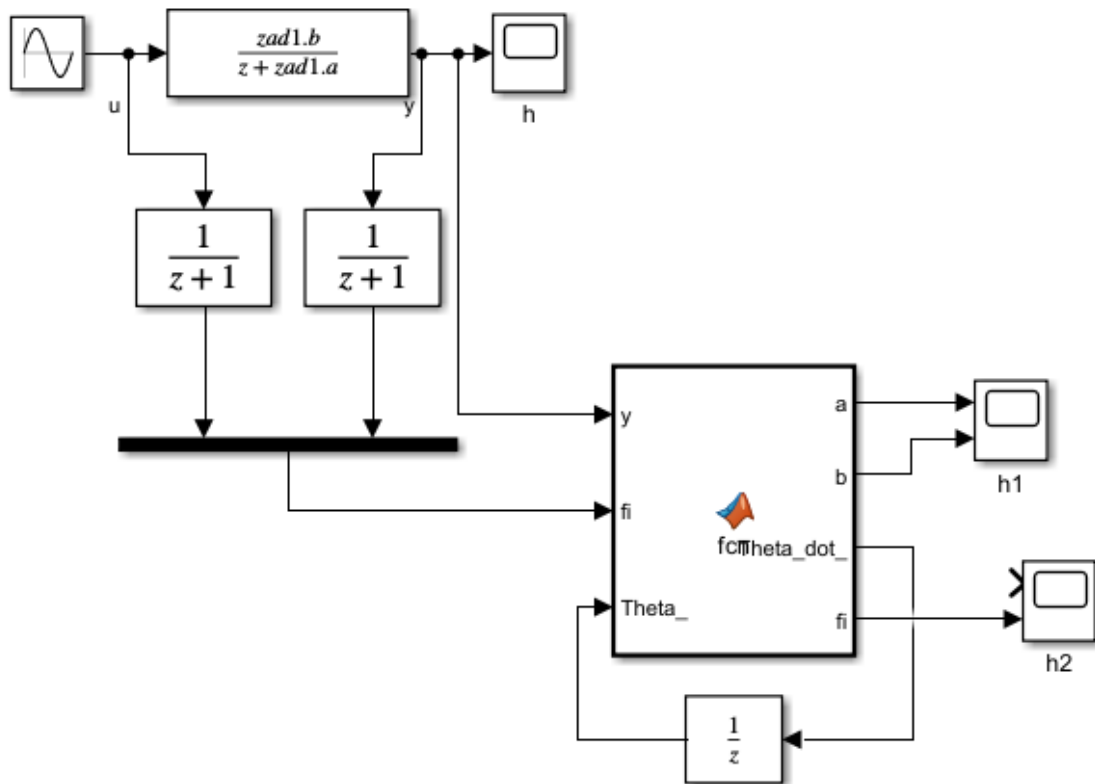 zad1.b
z + zad1.a
u
y
h
1
z + 1
1
z + 1
y
a
b
h1
fi
fcn
Theta_dot_
Theta_
fi
h2
1
z